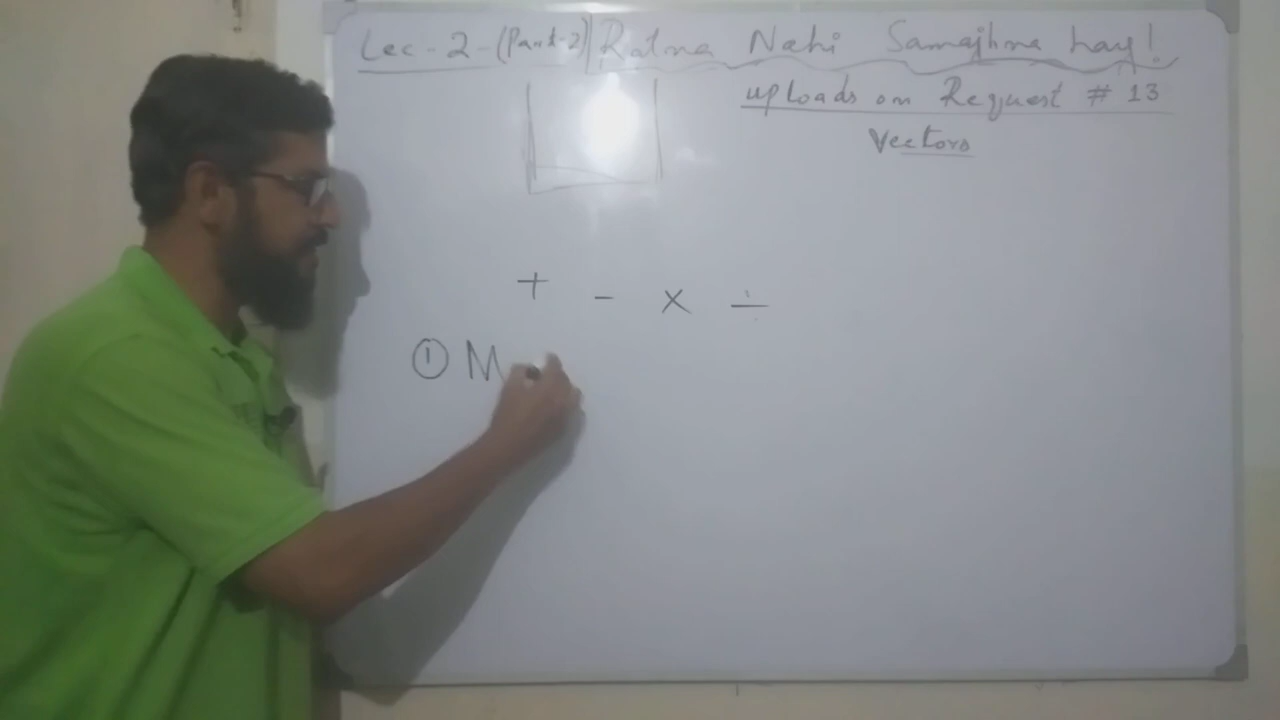 Lec-2-(Part-2) Ratna Nahi Samajhna hay!
uploads on Request # 13
Vectors
+ - × ÷
① M